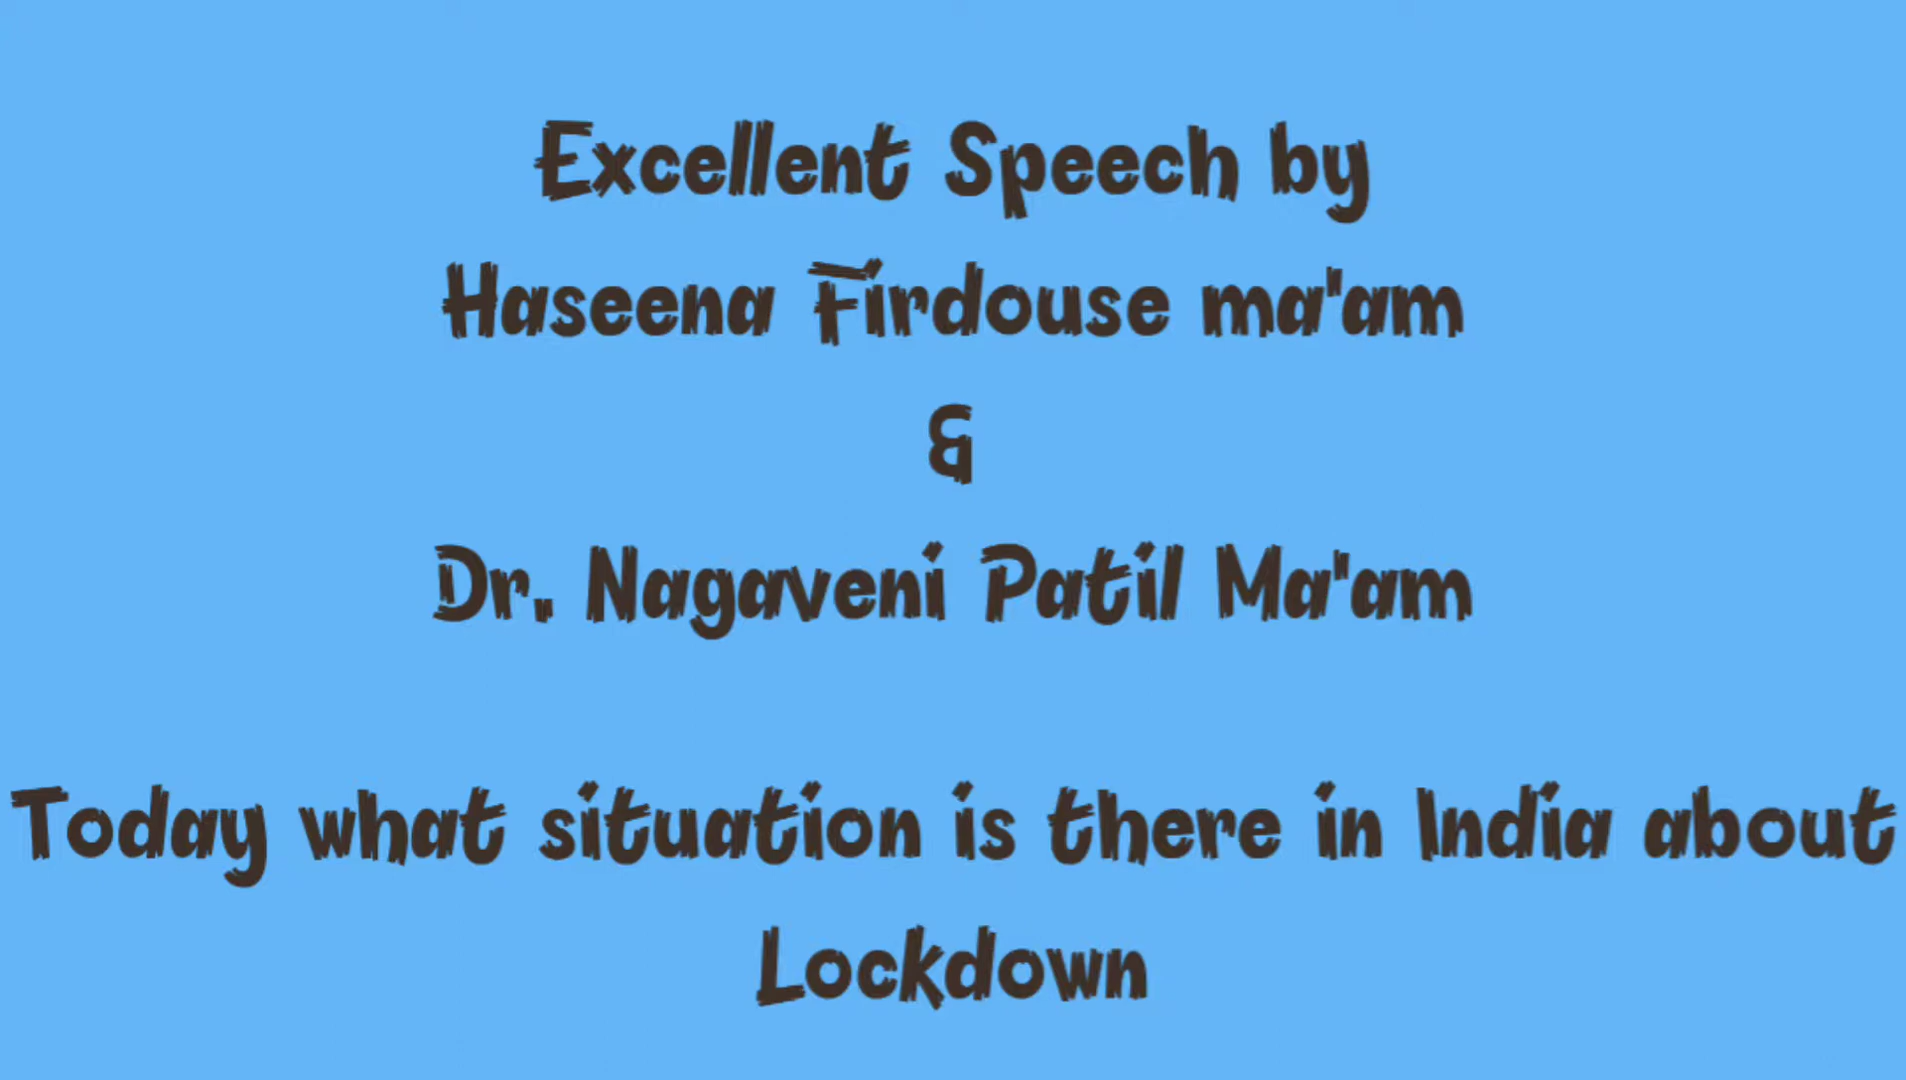 Excellent Speech by
Haseena Firdouse ma'am
&
Dr. Nagaveni Patil Ma'am
Today what situation is there in India about
Lockdown